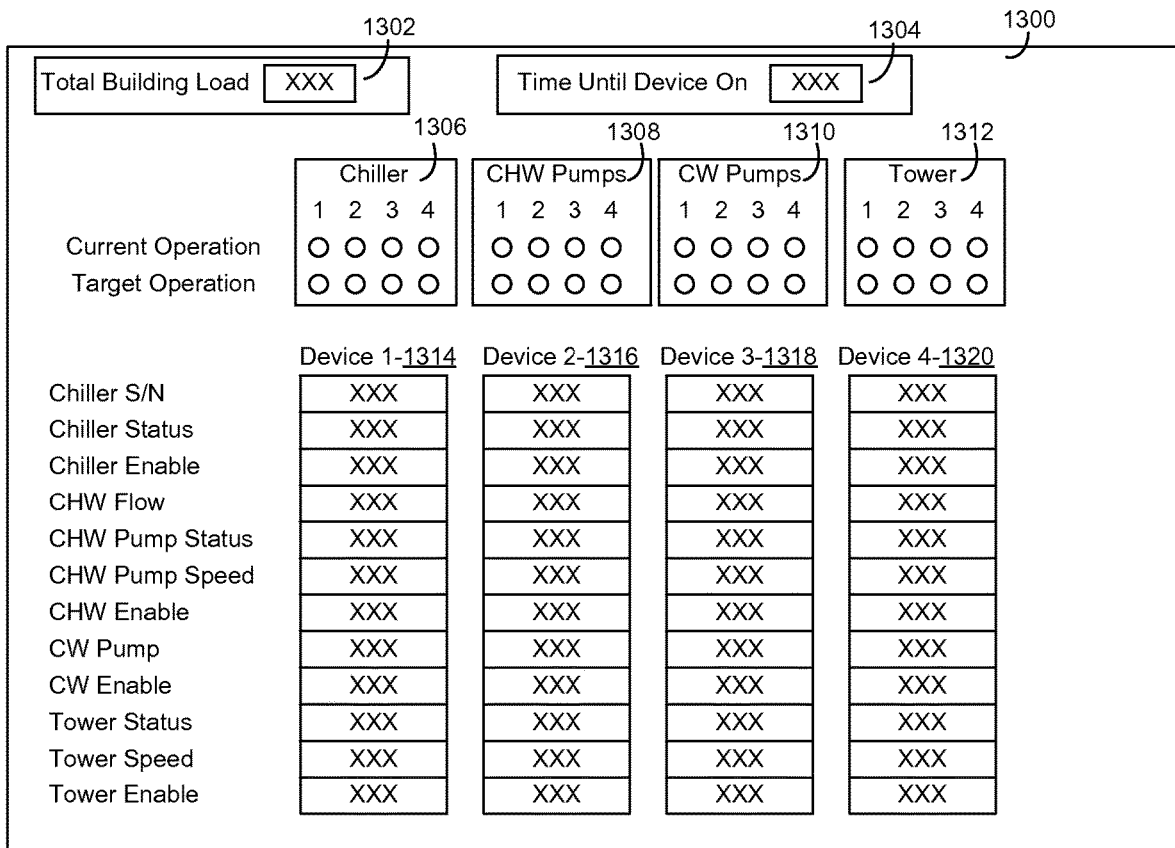 1302 1304 1300
Total Building Load XXX Time Until Device On XXX
1306 1308 1310 1312
Chiller CHW Pumps CW Pumps Tower
1 2 3 4 1 2 3 4 1 2 3 4 1 2 3 4
Current Operation
Target Operation
Device 1-1314 Device 2-1316 Device 3-1318 Device 4-1320
Chiller S/N XXX XXX XXX XXX
Chiller Status XXX XXX XXX XXX
Chiller Enable XXX XXX XXX XXX
CHW Flow XXX XXX XXX XXX
CHW Pump Status XXX XXX XXX XXX
CHW Pump Speed XXX XXX XXX XXX
CHW Enable XXX XXX XXX XXX
CW Pump XXX XXX XXX XXX
CW Enable XXX XXX XXX XXX
Tower Status XXX XXX XXX XXX
Tower Speed XXX XXX XXX XXX
Tower Enable XXX XXX XXX XXX